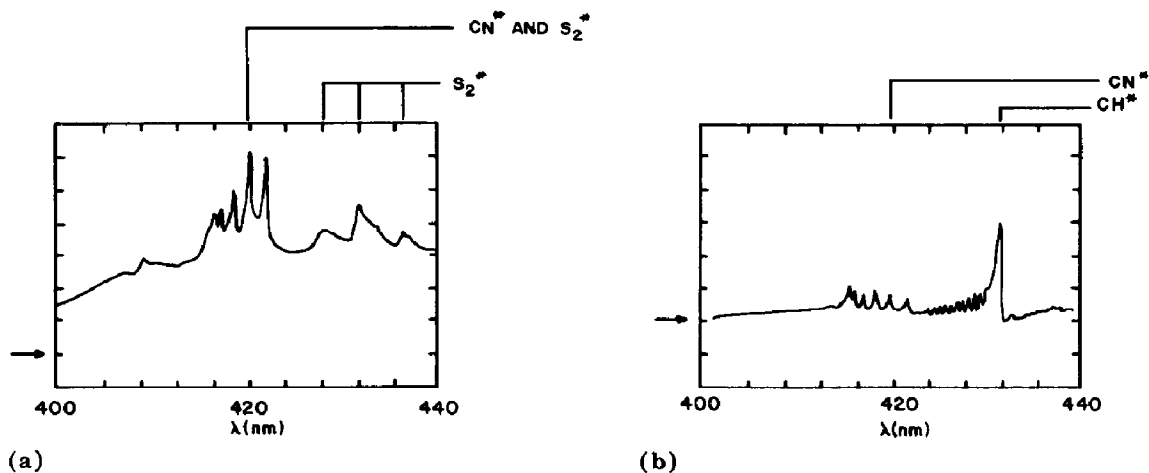 CN* AND S2*
S2*
400 420 440
λ(nm)
(a)
CN*
CH*
400 420 440
λ(nm)
(b)